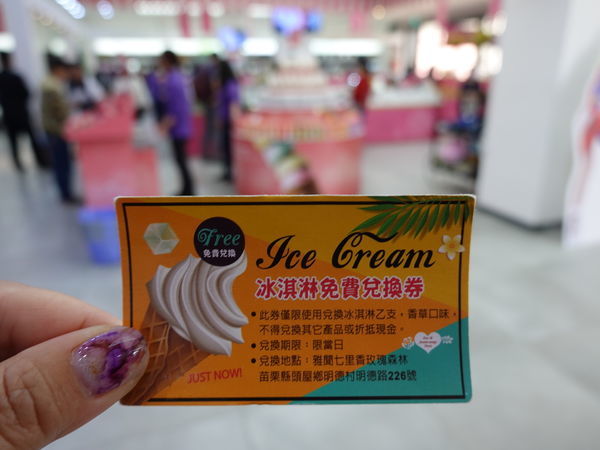 Free
免費兌換
Ice Cream
冰淇淋免費兌換券
• 此券僅限使用兌換冰淇淋乙支，香草口味，
不得兌換其它產品或折抵現金。
• 兌換期限：限當日
• 兌換地點：雅聞七里香玫瑰森林
苗栗縣頭屋鄉明德村明德路226號
JUST NOW!